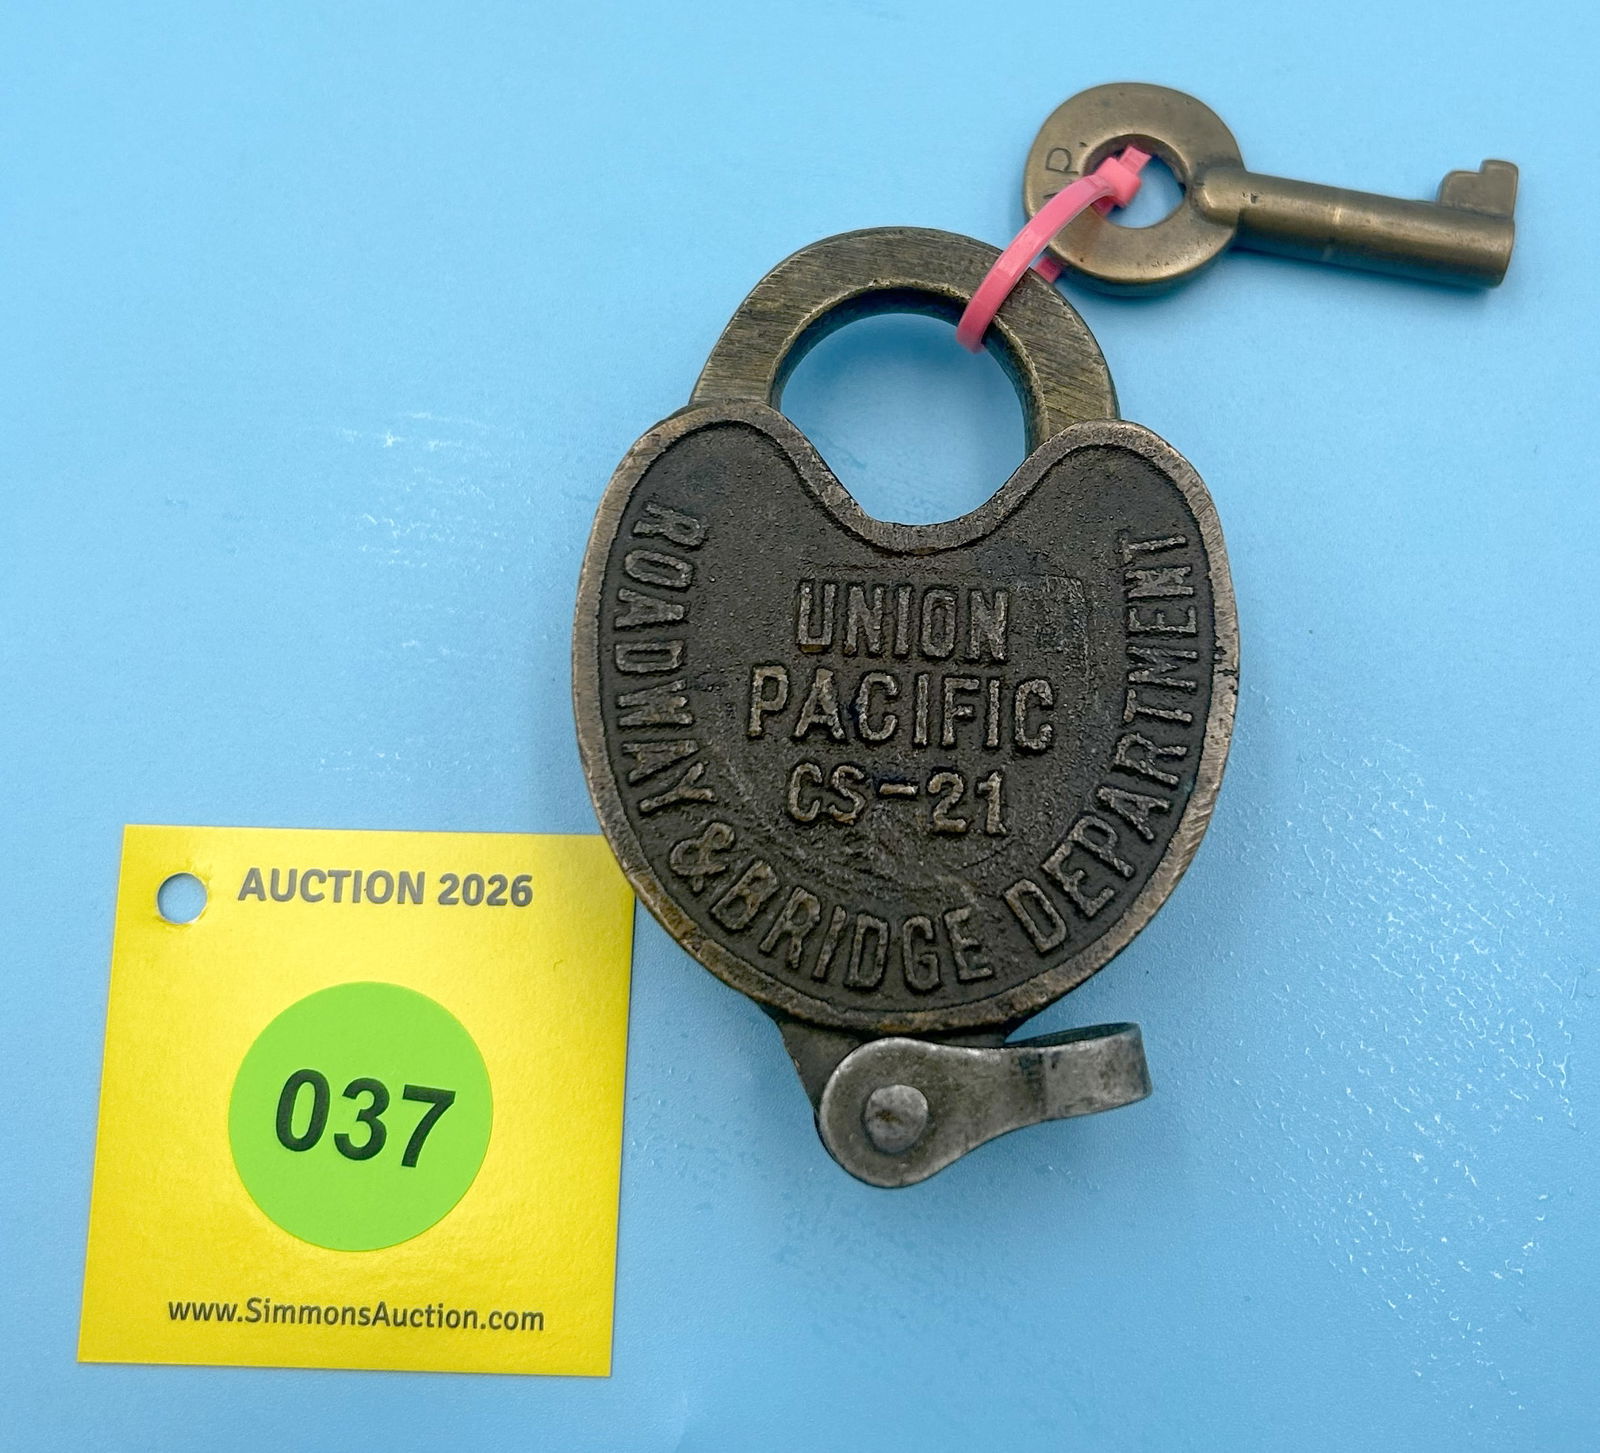 P.
UNION
PACIFIC
CS-21
ROADWAY & BRIDGE DEPARTMENT
AUCTION 2026
037
www.SimmonsAuction.com